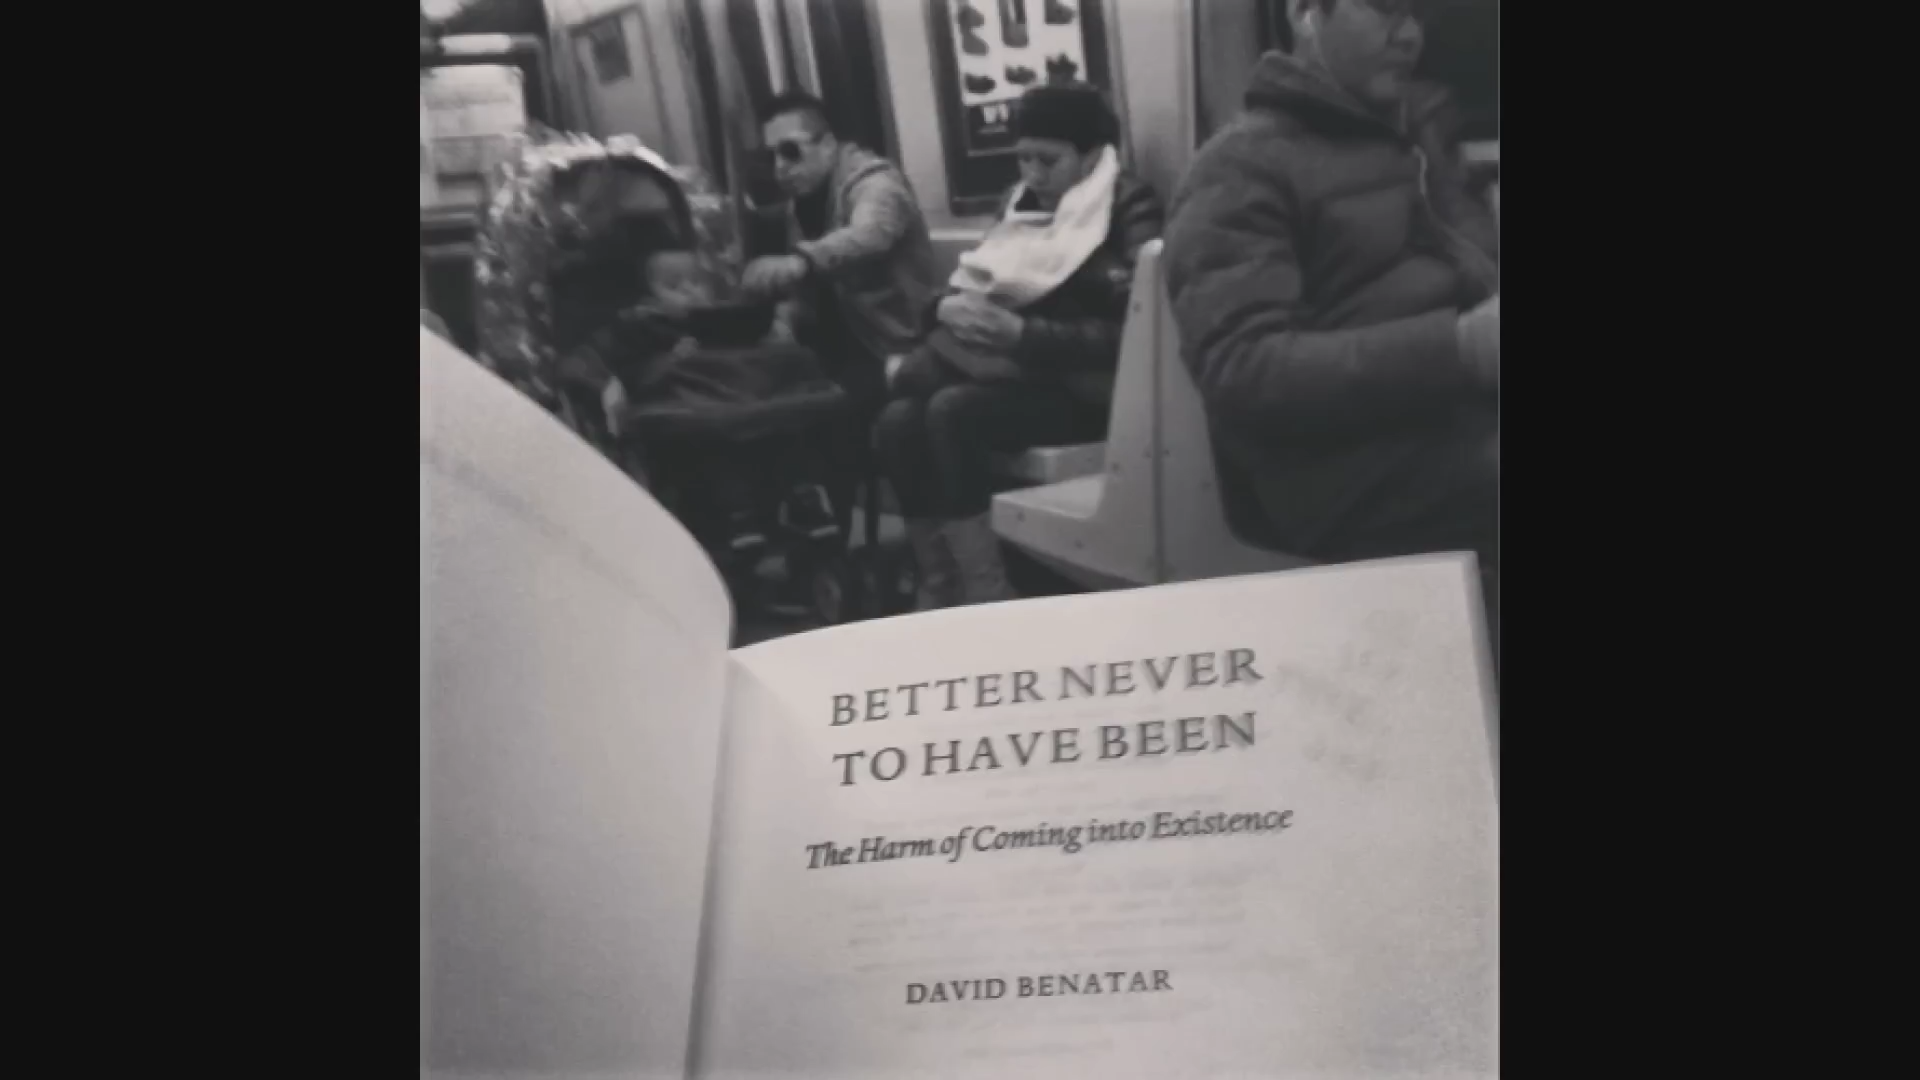 BETTER NEVER
TO HAVE BEEN
The Harm of Coming into Existence
DAVID BENATAR